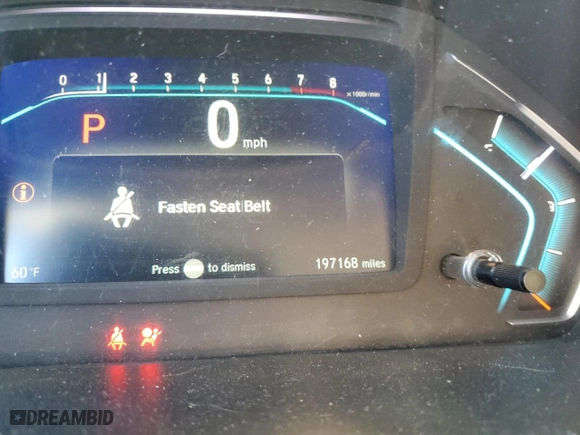 0 1 2 3 4 5 6 7 8 x1000r/min
P 0 mph
Fasten Seat Belt
60°F Press to dismiss 197168 miles
DREAMBID